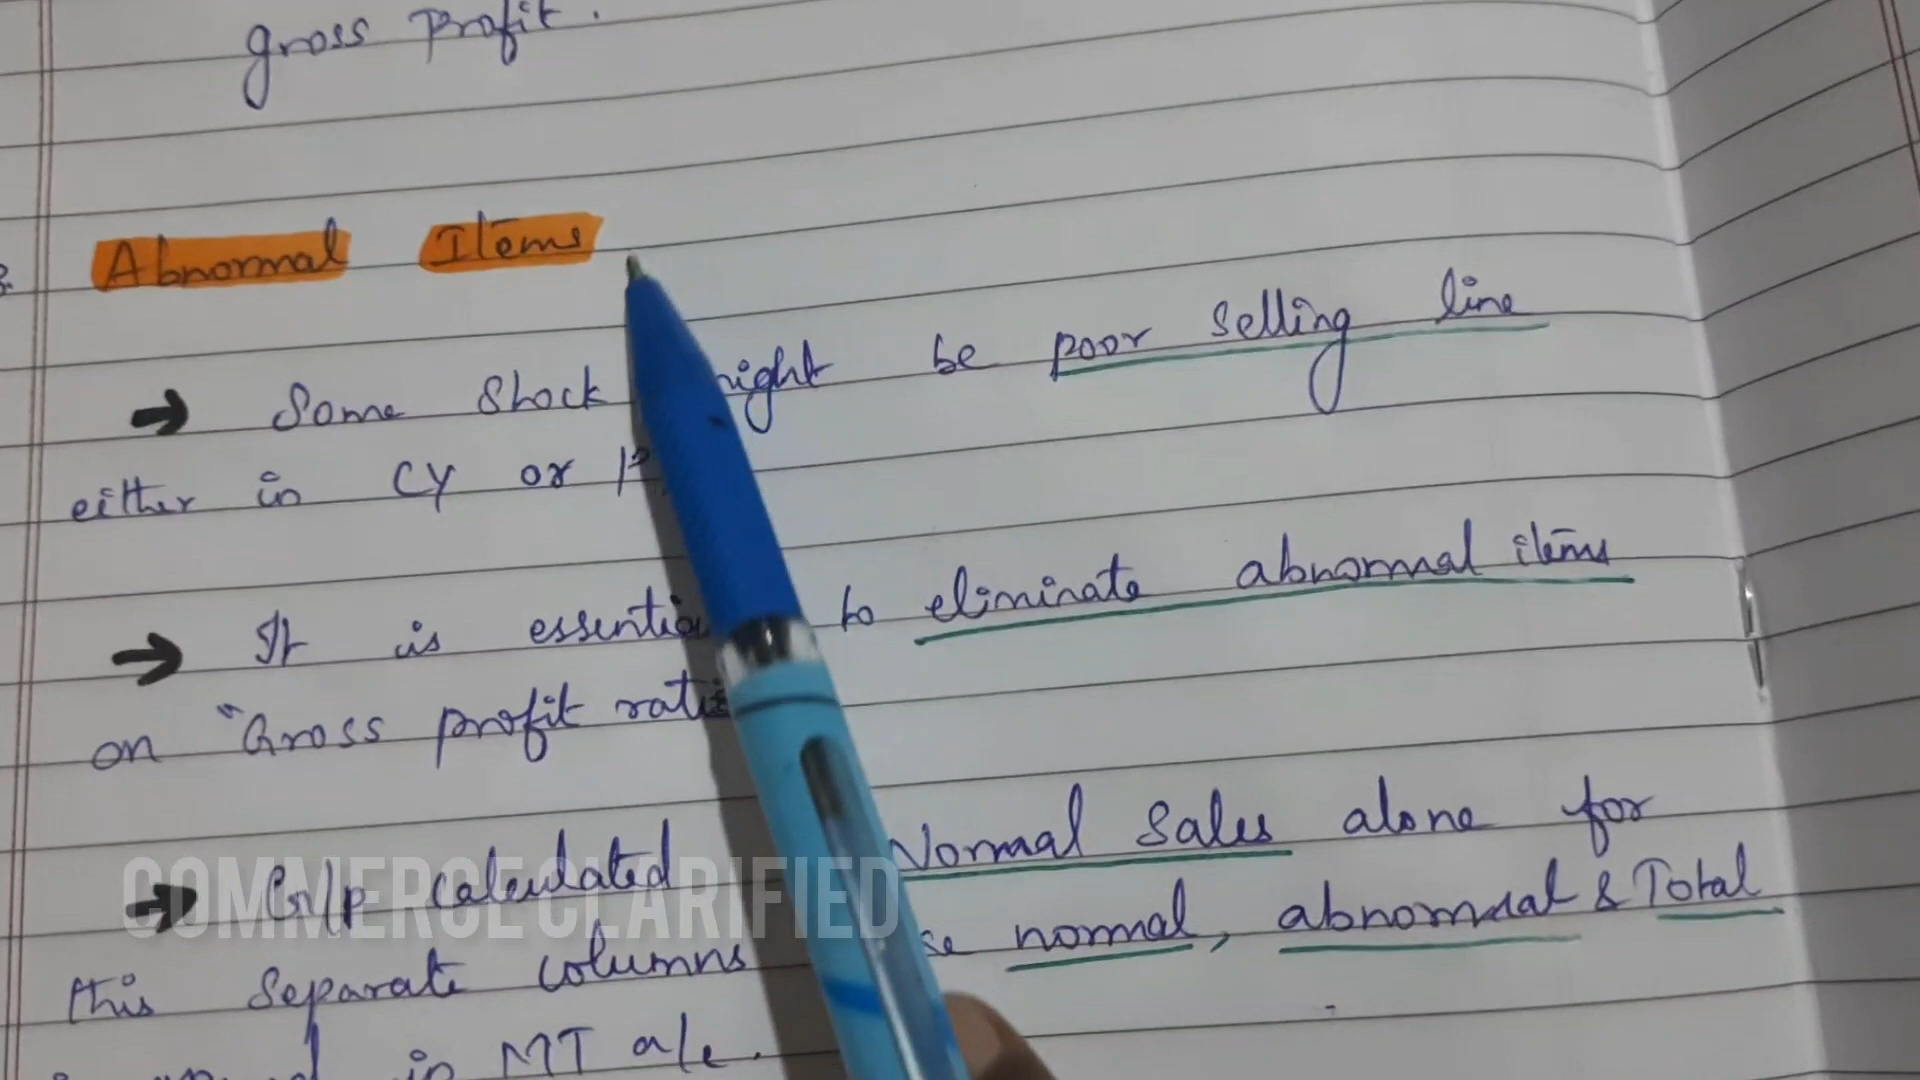 gross profit.
Abnormal Items
→ Some Stock might be poor selling line
either in CY or
→ It is essential to eliminate abnormal items
on "Gross profit ratio
→ G/p calculated Normal Sales alone for
this separate columns normal, abnormal & Total
in MT a/c.
COMMERCE CLARIFIED